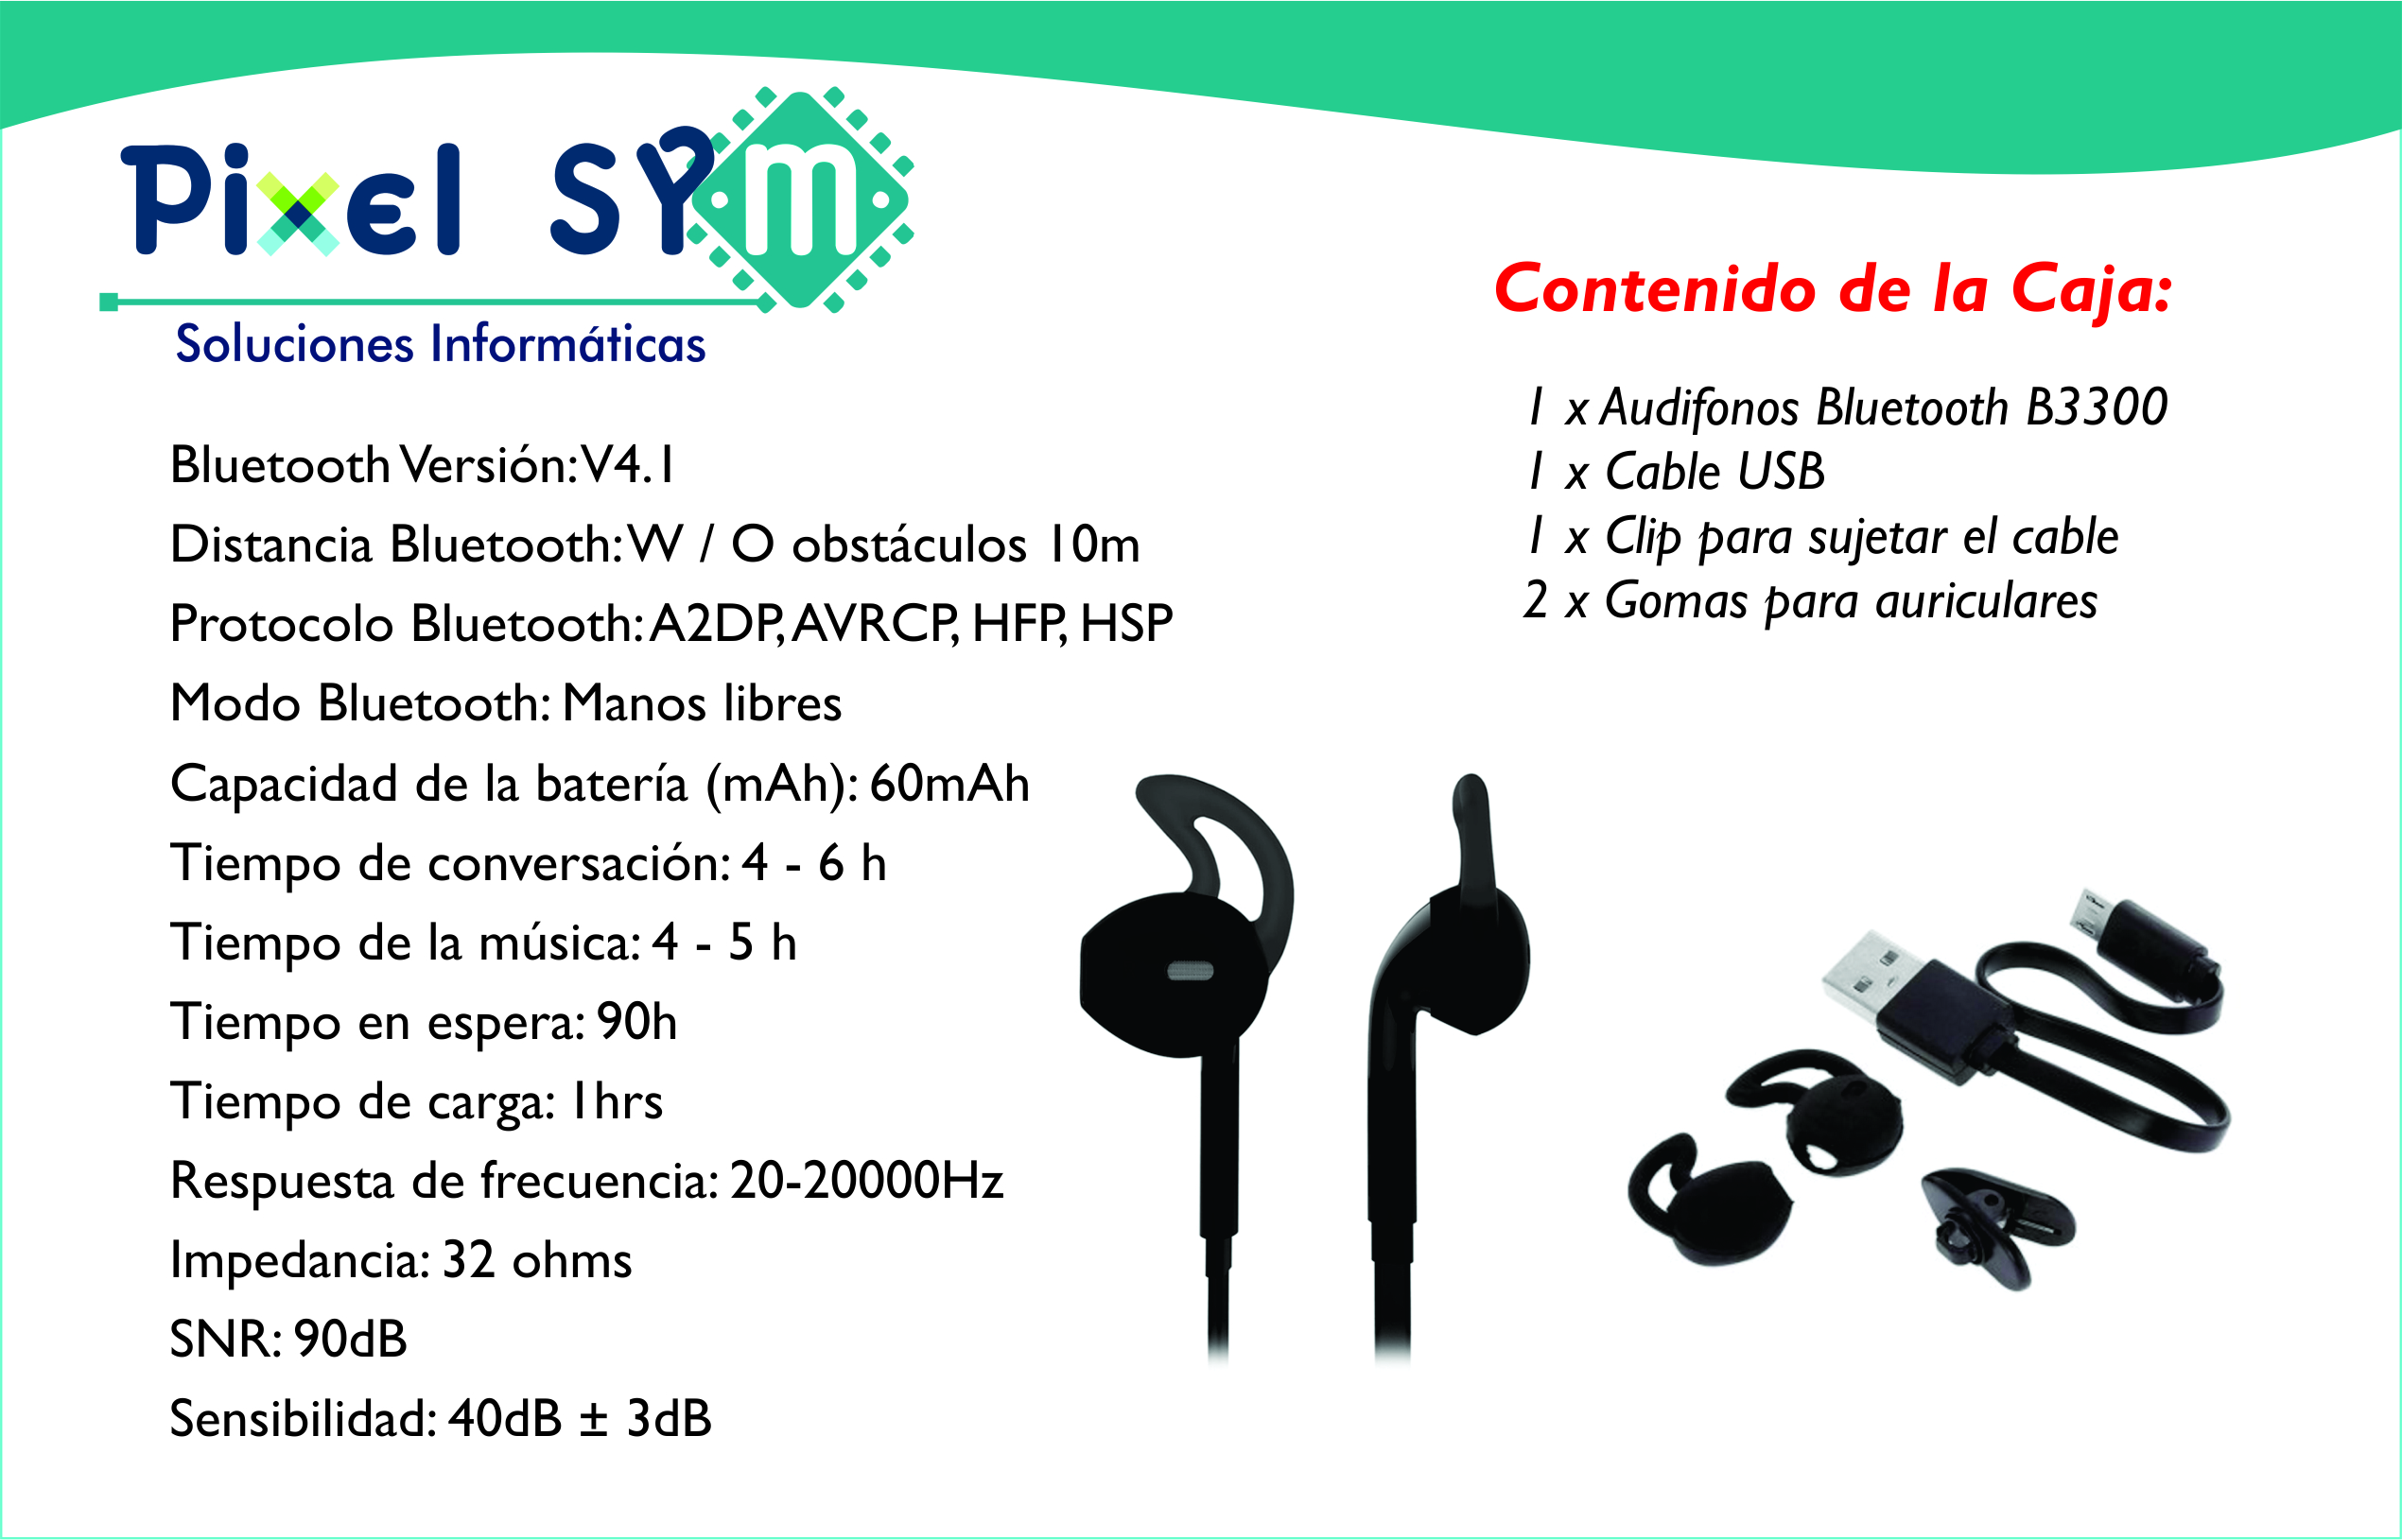 Pixel SYm
Soluciones Informáticas
Bluetooth Versión: V4.1
Distancia Bluetooth: W / O obstáculos 10m
Protocolo Bluetooth: A2DP, AVRCP, HFP, HSP
Modo Bluetooth: Manos libres
Capacidad de la batería (mAh): 60mAh
Tiempo de conversación: 4 - 6 h
Tiempo de la música: 4 - 5 h
Tiempo en espera: 90h
Tiempo de carga: 1hrs
Respuesta de frecuencia: 20-20000Hz
Impedancia: 32 ohms
SNR: 90dB
Sensibilidad: 40dB ± 3dB
Contenido de la Caja:
1 x Audifonos Bluetooth B3300
1 x Cable USB
1 x Clip para sujetar el cable
2 x Gomas para auriculares